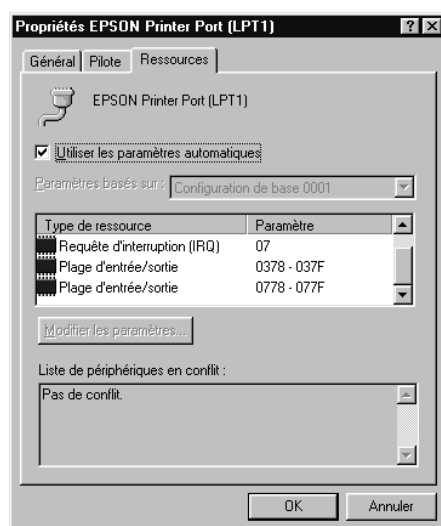 Propriétés EPSON Printer Port (LPT1)
Général Pilote Ressources
EPSON Printer Port (LPT1)
Utiliser les paramètres automatiques
Paramètres basés sur : Configuration de base 0001
Type de ressource Paramètre
Requête d'interruption (IRQ) 07
Plage d'entrée/sortie 0378 - 037F
Plage d'entrée/sortie 0778 - 077F
Modifier les paramètres...
Liste de périphériques en conflit :
Pas de conflit.
OK Annuler